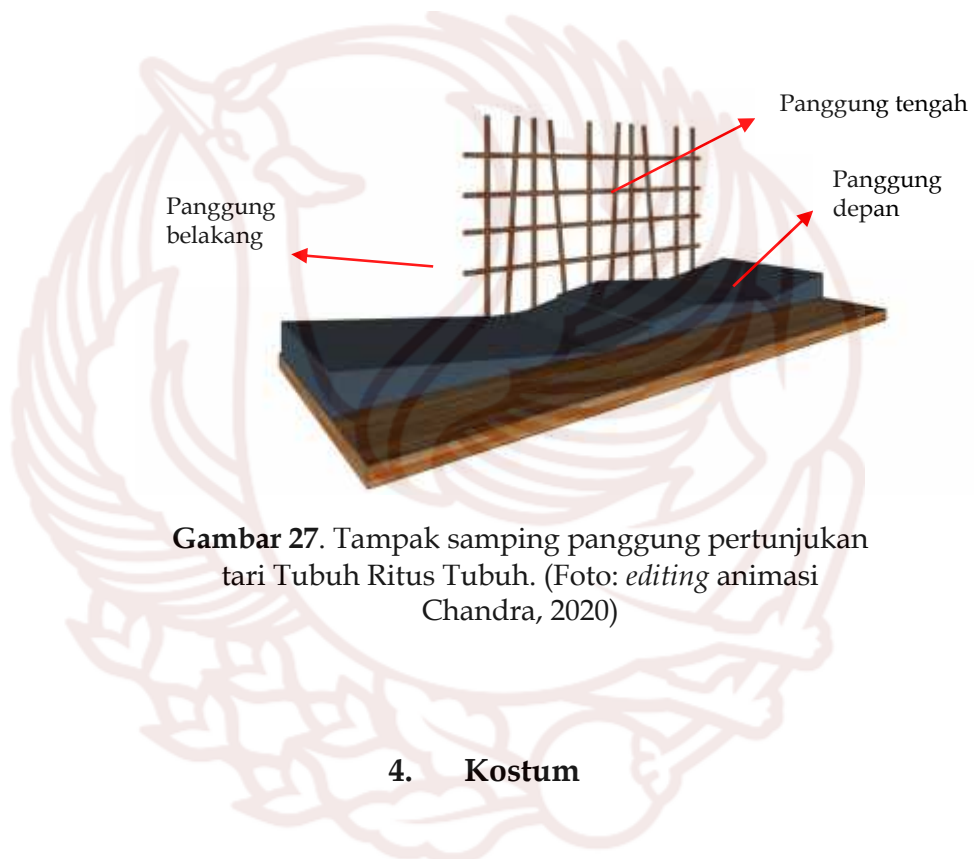 Panggung tengah
Panggung
depan
Panggung
belakang
Gambar 27. Tampak samping panggung pertunjukan
tari Tubuh Ritus Tubuh. (Foto: editing animasi
Chandra, 2020)
4. Kostum